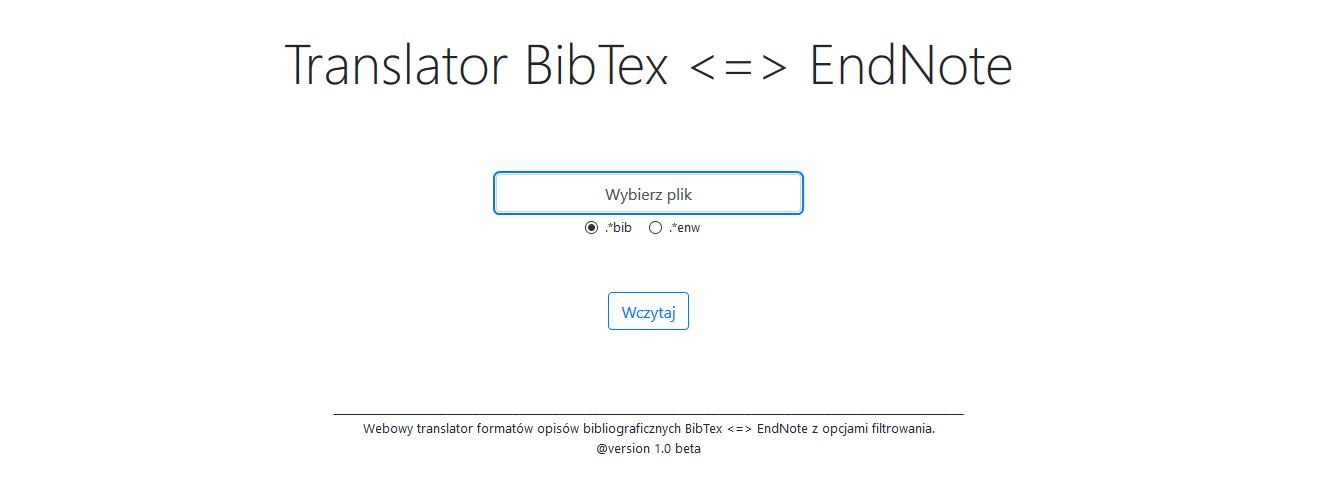 Translator BibTex <=> EndNote
Wybierz plik
.*bib .*enw
Wczytaj
Webowy translator formatów opisów bibliograficznych BibTex <=> EndNote z opcjami filtrowania.
@version 1.0 beta